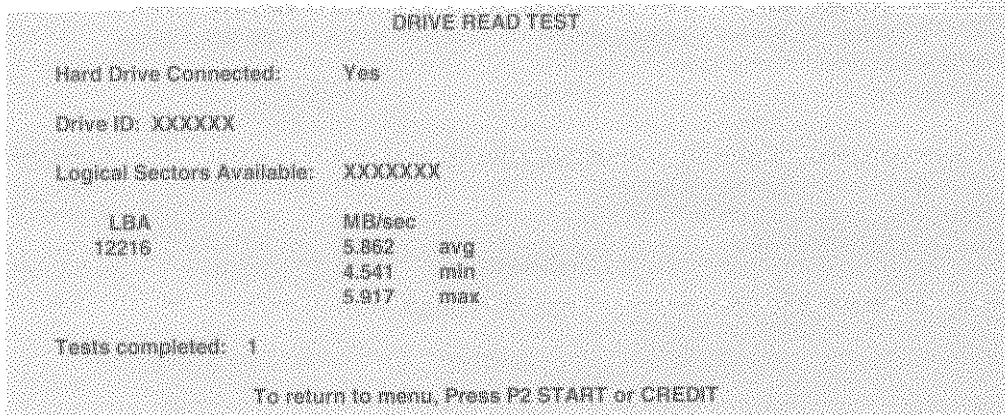 DRIVE READ TEST
Hard Drive Connected: Yes
Drive ID: XXXXXX
Logical Sectors Available: XXXXXXX
LBA MB/sec
12216 5.862 avg
4.541 min
5.917 max
Tests completed: 1
To return to menu, Press P2 START or CREDIT